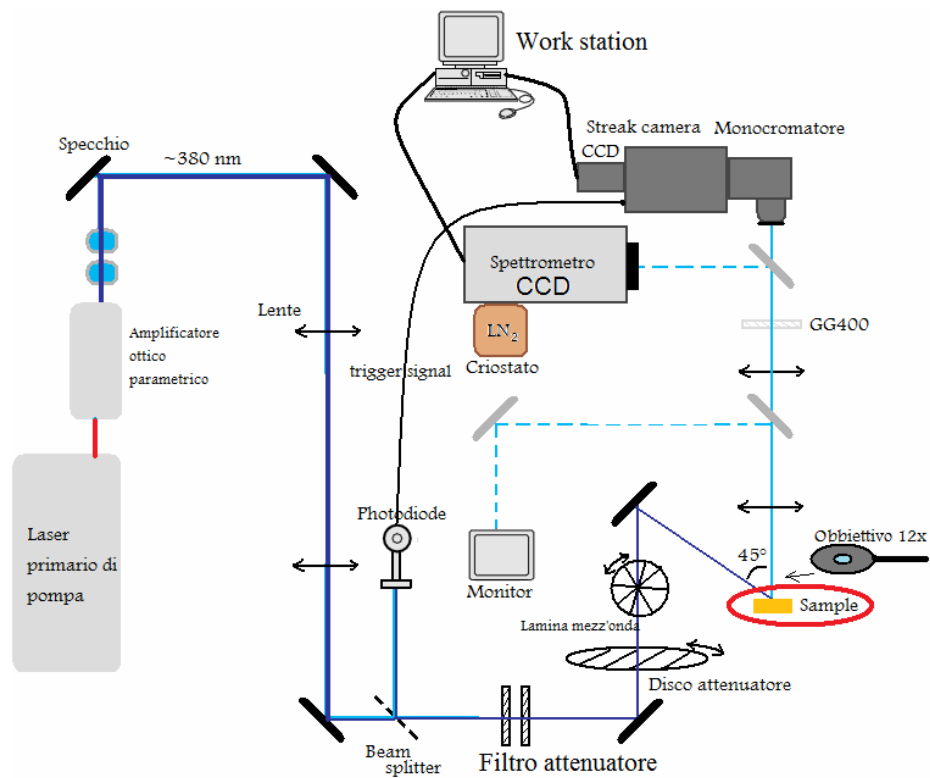 Work station
Streak camera
CCD
Monocromatore
Specchio
~380 nm
Spettrometro
CCD
GG400
Lente
LN2
Amplificatore
ottico
parametrico
trigger signal
Criostato
Photodiode
Laser
primario di
pompa
Monitor
45°
Obbiettivo 12x
Sample
Lamina mezz'onda
Disco attenuatore
Beam
splitter
Filtro attenuatore